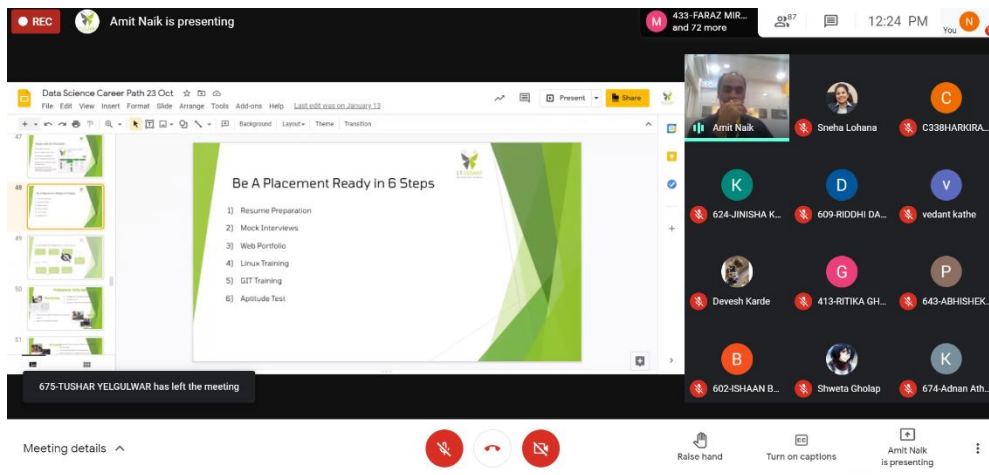 REC
Amit Naik is presenting
M
433-FARAZ MIR...
and 72 more
87
12:24 PM
You
N
Data Science Career Path 23 Oct
File Edit View Insert Format Slide Arrange Tools Add-ons Help Last edit was on January 13
Present
Share
Background Layout Theme Transition
47
48
49
50
51
Be A Placement Ready in 6 Steps
1) Resume Preparation
2) Mock Interviews
3) Web Portfolio
4) Linux Training
5) GIT Training
6) Aptitude Test
Amit Naik
Sneha Lohana
C
C338HARKIRA...
K
624-JINISHA K...
D
609-RIDDHI DA...
V
vedant kathe
Devesh Karde
G
413-RITIKA GH...
P
643-ABHISHEK...
B
602-ISHAAN B...
Shweta Gholap
K
674-Adnan Ath...
675-TUSHAR YELGULWAR has left the meeting
Meeting details
Raise hand
CC
Turn on captions
Amit Naik
is presenting